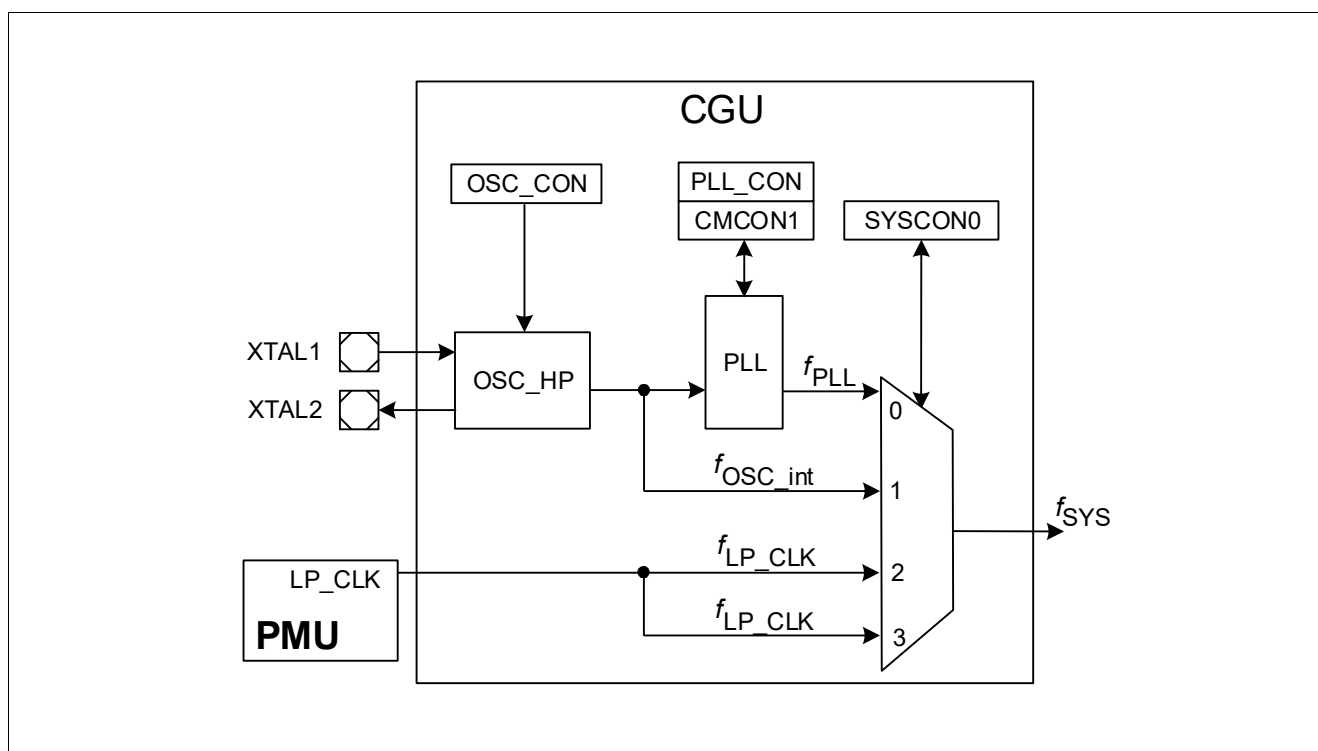 CGU
OSC_CON
PLL_CON
CMCON1
SYSCON0
XTAL1
XTAL2
OSC_HP
PLL
fPLL
0
fOSC_int
1
fSYS
fLP_CLK
2
fLP_CLK
3
LP_CLK
PMU